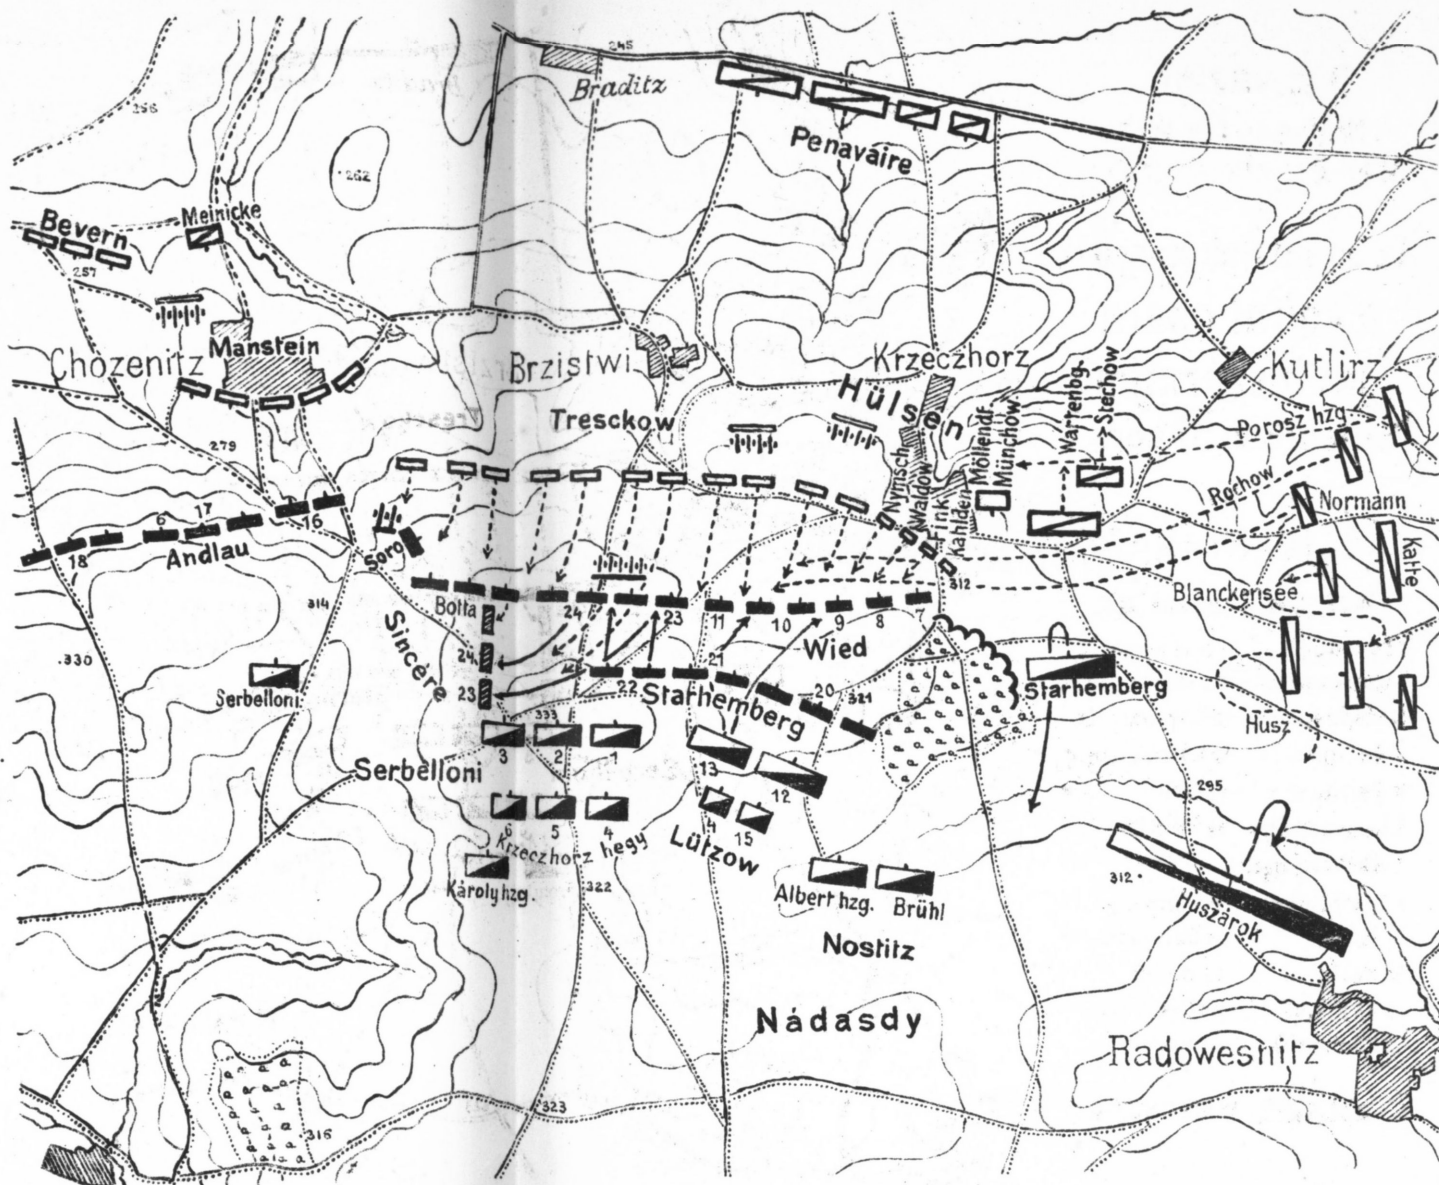 245
Braditz
256
Penavaire
262
Meinicke
Bevern
257
Chozenitz
Manstein
Brzistwi
Krzeczhorz
Kutlirz
Hülsen
Tresckow
Möllendf.
Münchow.
Wartenbg.
Stechow
Porosz hzg
279
Nymsch.
Waldow
Fink.
Kahlden
Rochow
Normann
6
17
16
18
Andlau
Soro
312
Katte
Blanckensee
314
Botta
24
23
11
10
9
8
7
Sincère
24
21
Wied
.330
Serbelloni
23
22
Starhemberg
20
321
Starhemberg
Husz
333
3
2
1
13
12
Serbelloni
295
6
5
4
14
15
Krzeczhorz hegy
Lützow
Károly hzg.
322
Albert hzg.
Brühl
312.
Huszárok
Nostitz
Nádasdy
Radowesnitz
323
316